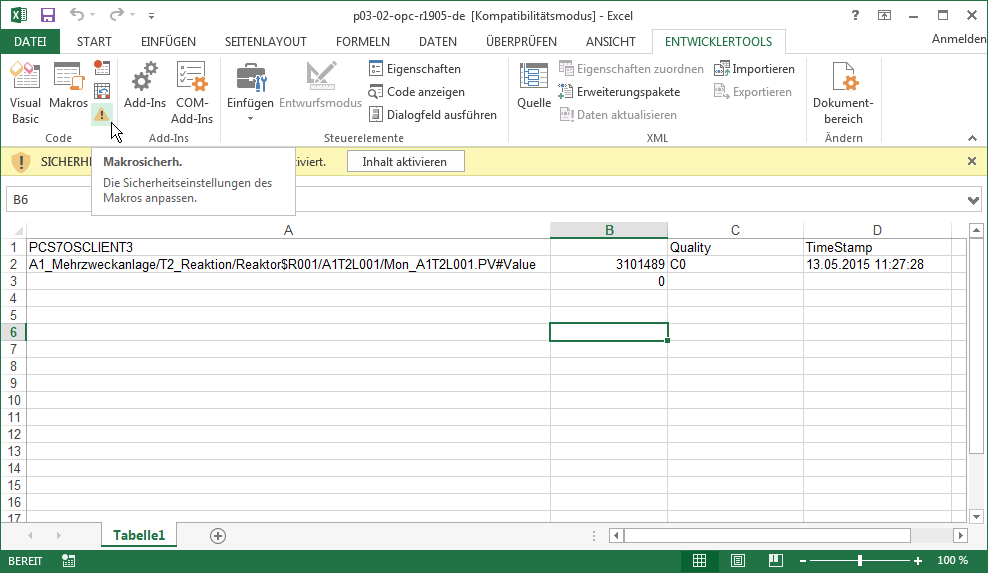 p03-02-opc-r1905-de [Kompatibilitätsmodus] - Excel
?
DATEI START EINFÜGEN SEITENLAYOUT FORMELN DATEN ÜBERPRÜFEN ANSICHT ENTWICKLERTOOLS Anmelden
Visual Basic
Makros
Code
Add-Ins
COM-Add-Ins
Add-Ins
Einfügen
Entwurfsmodus
Eigenschaften
Code anzeigen
Dialogfeld ausführen
Steuerelemente
Quelle
Eigenschaften zuordnen
Erweiterungspakete
Daten aktualisieren
Importieren
Exportieren
XML
Dokument-
bereich
Ändern
SICHERHE
tiviert. Inhalt aktivieren
Makrosicherh.
Die Sicherheitseinstellungen des
Makros anpassen.
B6
A B C D
1 PCS7OSCLIENT3 Quality TimeStamp
2 A1_Mehrzweckanlage/T2_Reaktion/Reaktor$R001/A1T2L001/Mon_A1T2L001.PV#Value 3101489 C0 13.05.2015 11:27:28
3 0
4
5
6
7
8
9
10
11
12
13
14
15
16
17
Tabelle1
BEREIT 100 %